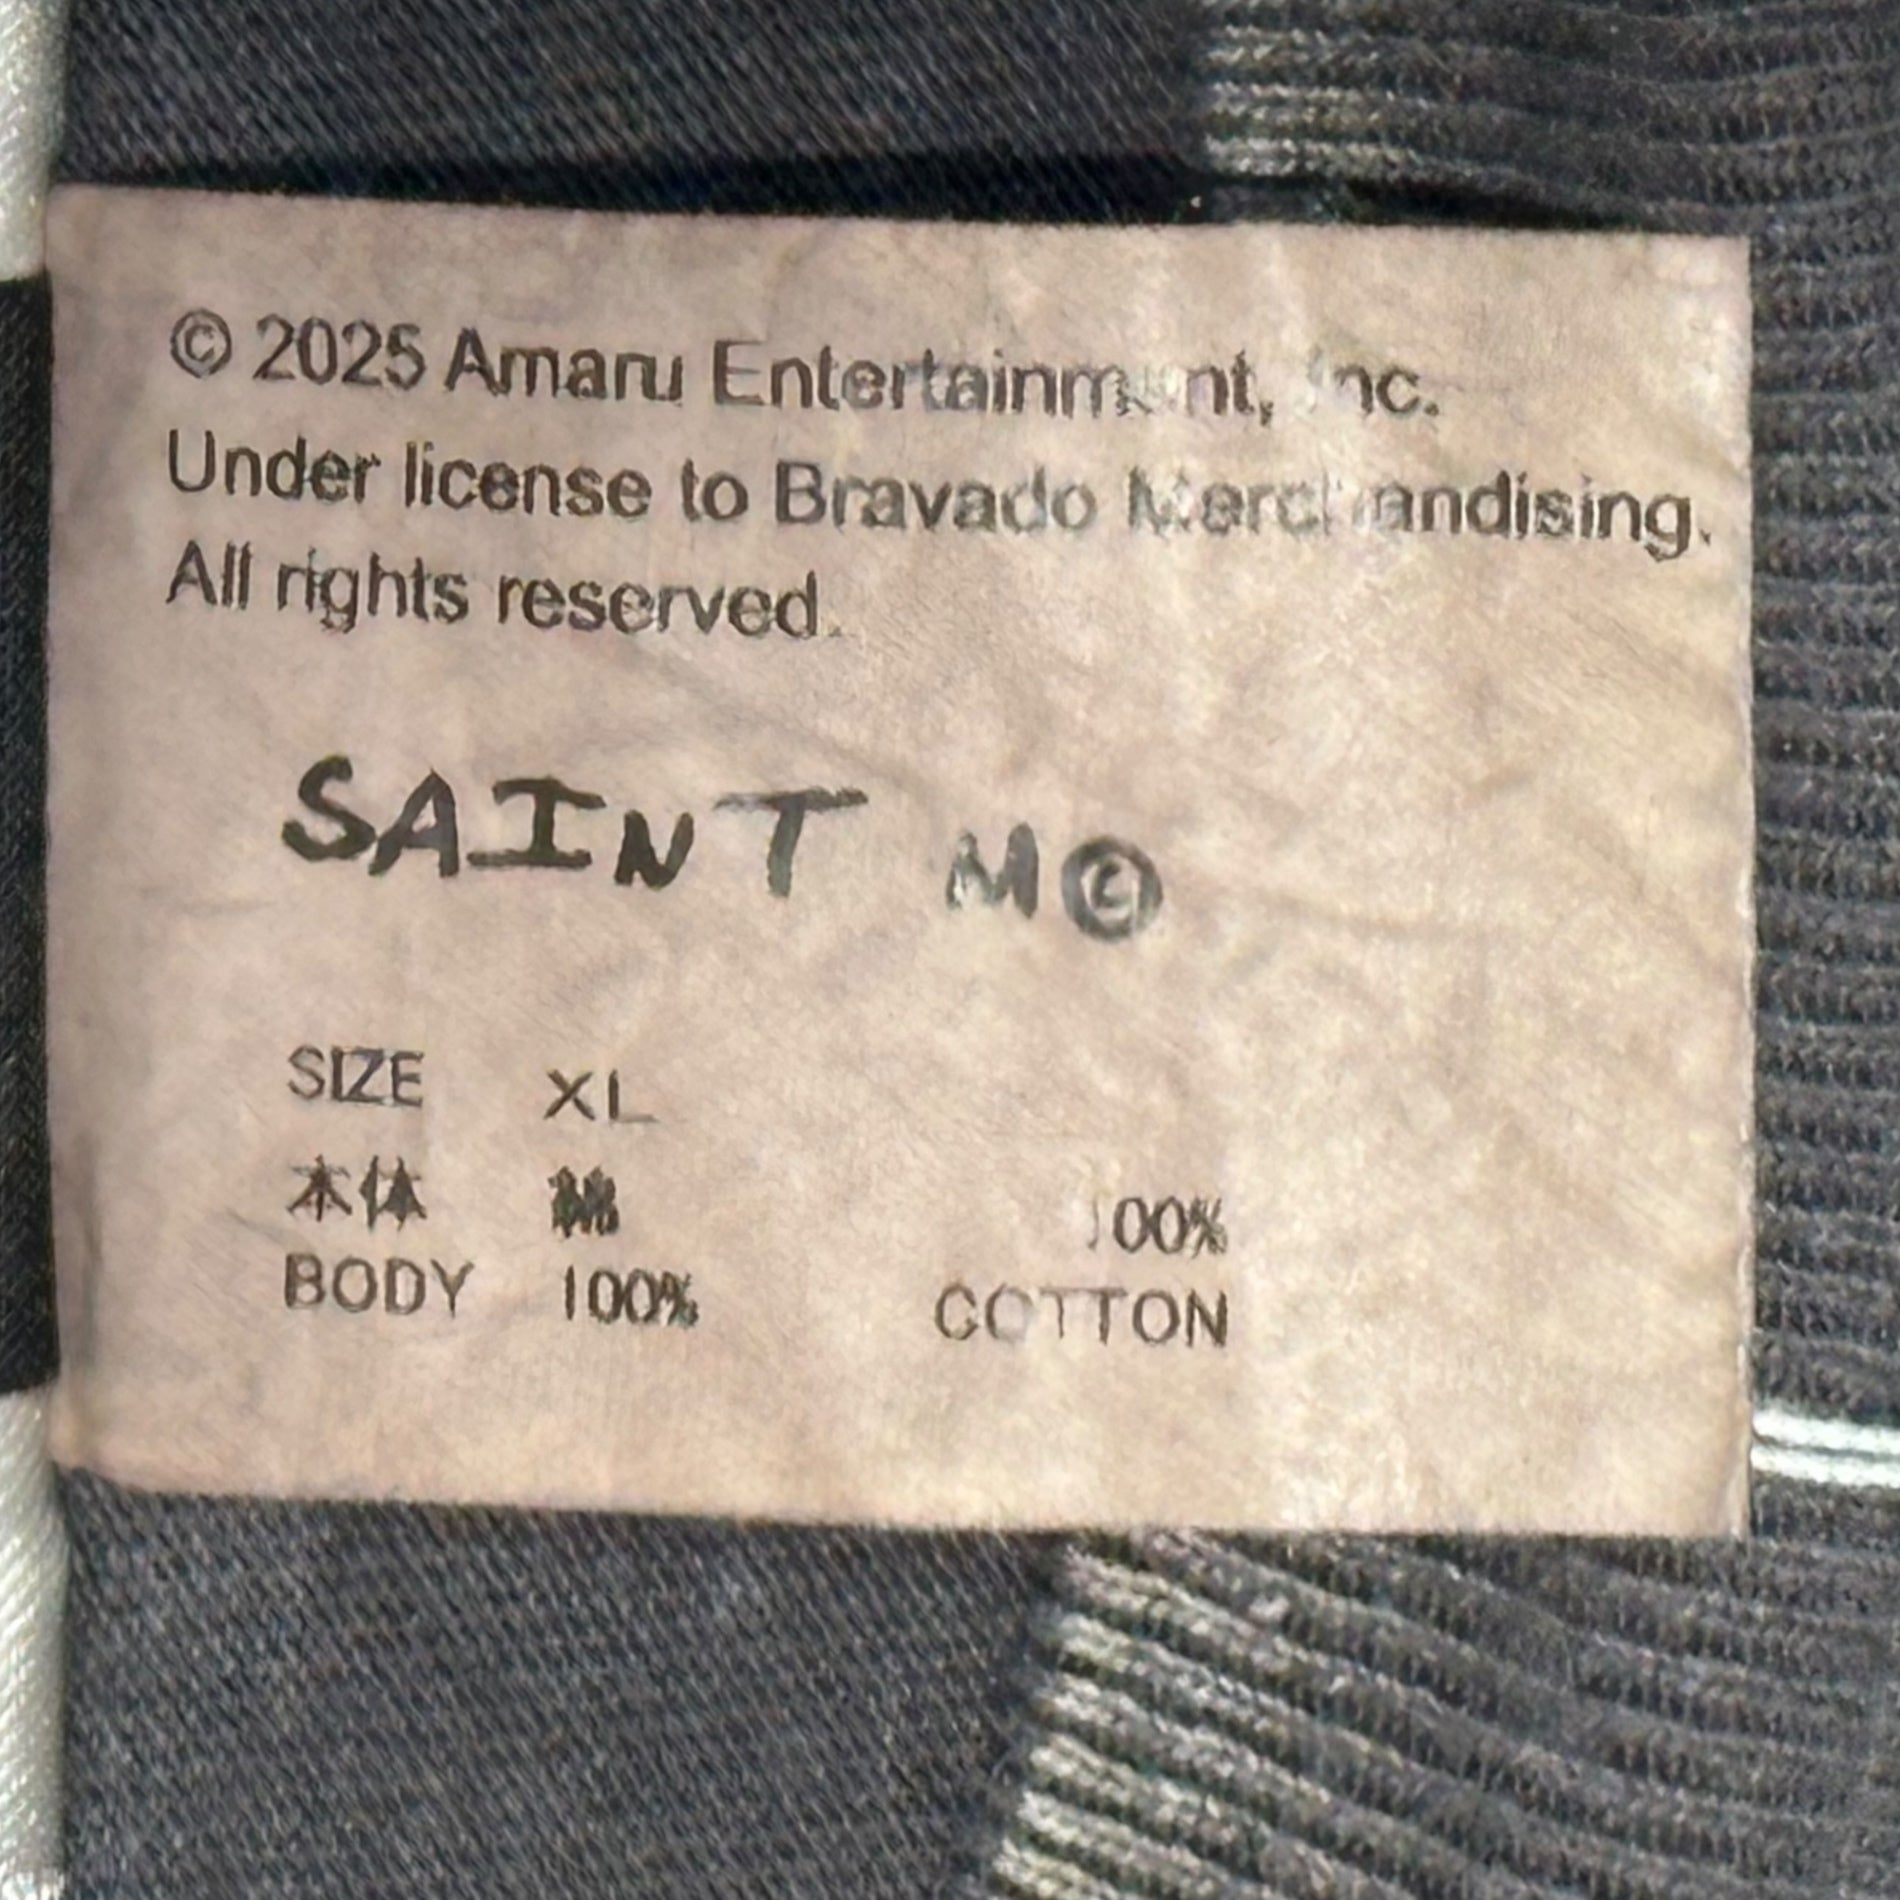 © 2025 Amaru Entertainment, Inc.
Under license to Bravado Merchandising.
All rights reserved.
SAINT M©
SIZE XL
本体 綿 100%
BODY 100% COTTON